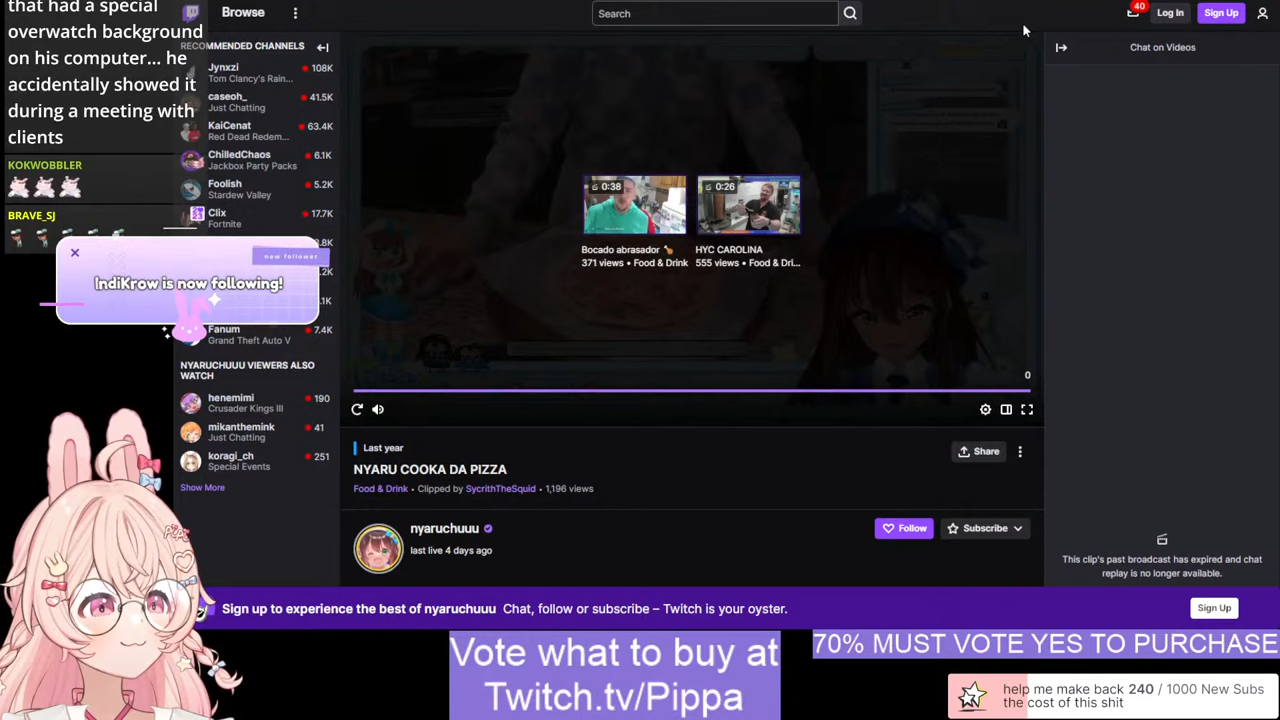 that had a special
overwatch background
on his computer... he
accidentally showed it
during a meeting with
clients
KOKWOBBLER
BRAVE_SJ
new follower
IndiKrow is now following!
Browse
Search
40
Log In
Sign Up
RECOMMENDED CHANNELS
Jynxzi
108K
Tom Clancy's Rain...
caseoh_
41.5K
Just Chatting
KaiCenat
63.4K
Red Dead Redem...
ChilledChaos
6.1K
Jackbox Party Packs
Foolish
5.2K
Stardew Valley
Clix
17.7K
Fortnite
Fanum
7.4K
Grand Theft Auto V
NYARUCHUUU VIEWERS ALSO
WATCH
henemimi
190
Crusader Kings III
mikanthemink
41
Just Chatting
koragi_ch
251
Special Events
Show More
0:38
0:26
Bocado abrasador
371 views • Food & Drink
HYC CAROLINA
555 views • Food & Dri...
0
Last year
Share
NYARU COOKA DA PIZZA
Food & Drink • Clipped by SycrithTheSquid • 1,196 views
nyaruchuuu
last live 4 days ago
Follow
Subscribe
Chat on Videos
This clip's past broadcast has expired and chat
replay is no longer available.
Sign up to experience the best of nyaruchuuu Chat, follow or subscribe – Twitch is your oyster.
Sign Up
Vote what to buy at
Twitch.tv/Pippa
70% MUST VOTE YES TO PURCHASE
help me make back 240 / 1000 New Subs
the cost of this shit